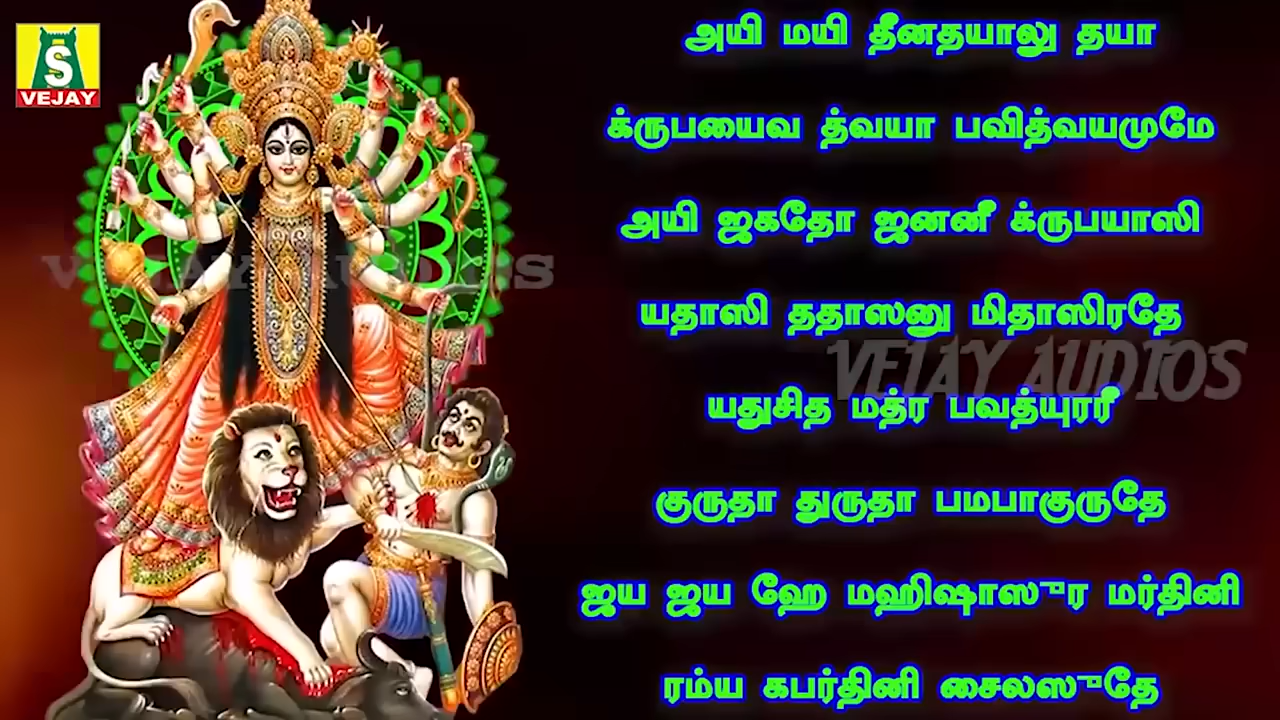 S
VEJAY
அயி மயி தீனதயாலு தயா
க்ருபயைவ த்வயா பவித்வயமுமே
அயி ஜகதோ ஜனனீ க்ருபயாஸி
யதாஸி ததாஸனு மிதாஸிரதே
யதுசித மத்ர பவத்யுரரீ
குருதா துருதா பமபாகுருதே
ஜய ஜய ஹே மஹிஷாஸுர மர்தினி
ரம்ய கபர்தினி சைலஸுதே
VEJAY AUDIOS
VEJAY AUDIOS